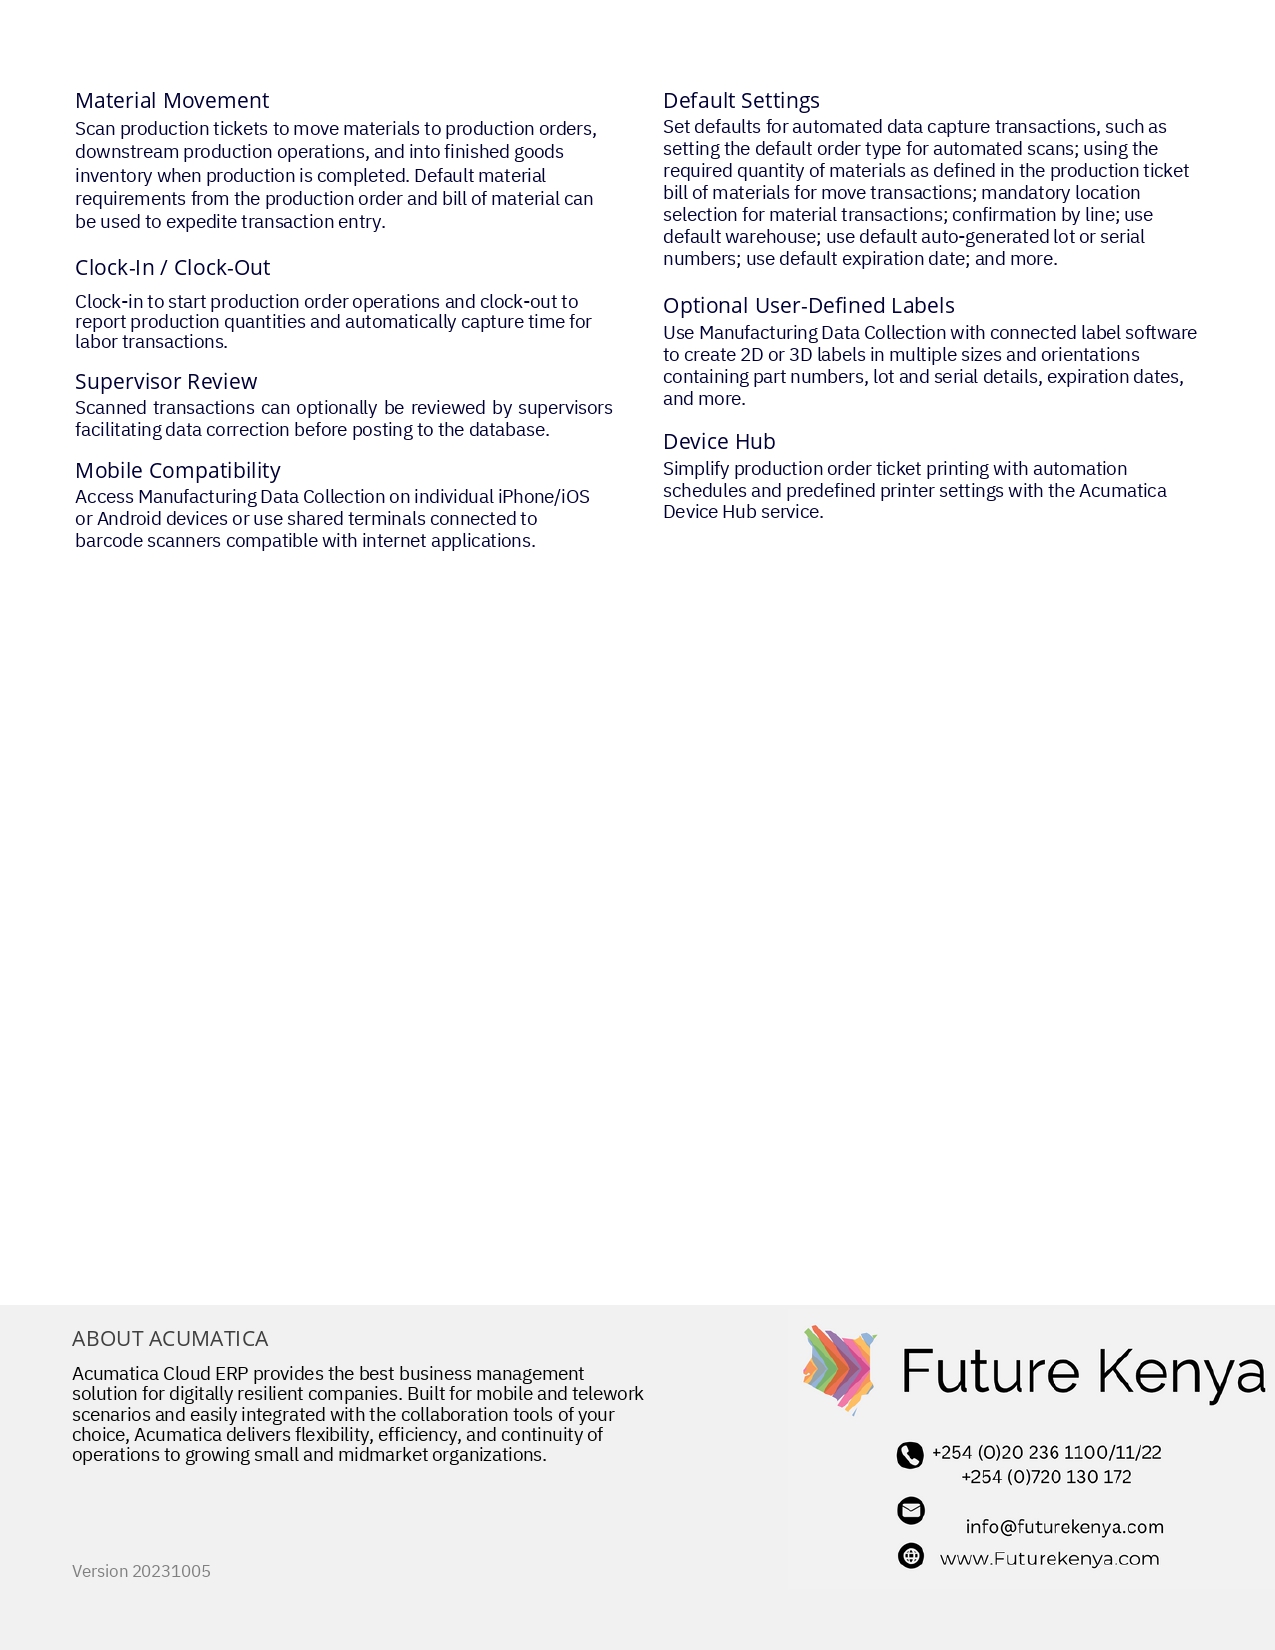 Material Movement
Scan production tickets to move materials to production orders,
downstream production operations, and into finished goods
inventory when production is completed. Default material
requirements from the production order and bill of material can
be used to expedite transaction entry.
Clock-In / Clock-Out
Clock-in to start production order operations and clock-out to
report production quantities and automatically capture time for
labor transactions.
Supervisor Review
Scanned transactions can optionally be reviewed by supervisors
facilitating data correction before posting to the database.
Mobile Compatibility
Access Manufacturing Data Collection on individual iPhone/iOS
or Android devices or use shared terminals connected to
barcode scanners compatible with internet applications.
Default Settings
Set defaults for automated data capture transactions, such as
setting the default order type for automated scans; using the
required quantity of materials as defined in the production ticket
bill of materials for move transactions; mandatory location
selection for material transactions; confirmation by line; use
default warehouse; use default auto-generated lot or serial
numbers; use default expiration date; and more.
Optional User-Defined Labels
Use Manufacturing Data Collection with connected label software
to create 2D or 3D labels in multiple sizes and orientations
containing part numbers, lot and serial details, expiration dates,
and more.
Device Hub
Simplify production order ticket printing with automation
schedules and predefined printer settings with the Acumatica
Device Hub service.
ABOUT ACUMATICA
Acumatica Cloud ERP provides the best business management
solution for digitally resilient companies. Built for mobile and telework
scenarios and easily integrated with the collaboration tools of your
choice, Acumatica delivers flexibility, efficiency, and continuity of
operations to growing small and midmarket organizations.
Version 20231005
Future Kenya
+254 (0)20 236 1100/11/22
+254 (0)720 130 172
info@futurekenya.com
www.Futurekenya.com